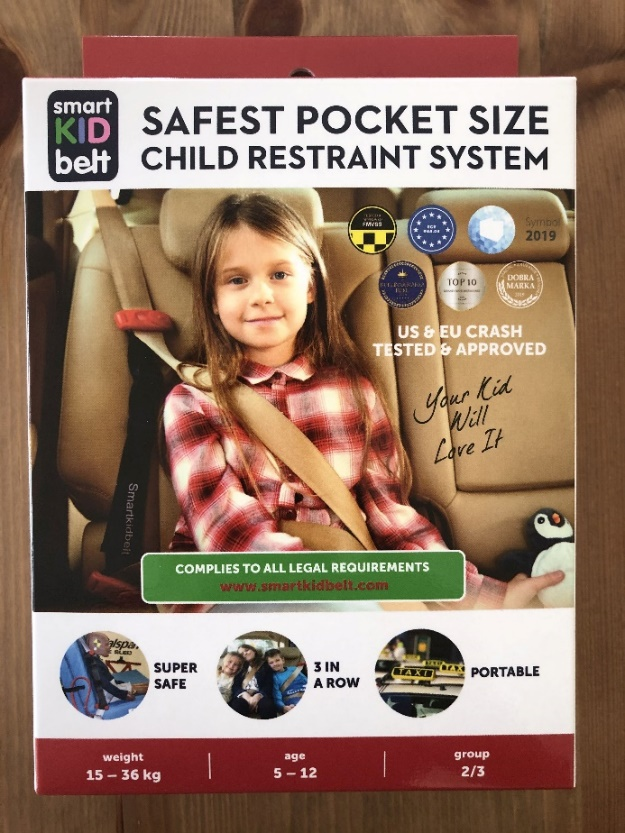 smart
KID
belt
SAFEST POCKET SIZE
CHILD RESTRAINT SYSTEM
Symbol
2019
TOP 10
DOBRA
MARKA
US & EU CRASH
TESTED & APPROVED
Your Kid
Will
Love It
Smartkidbelt
COMPLIES TO ALL LEGAL REQUIREMENTS
www.smartkidbelt.com
SUPER
SAFE
3 IN
A ROW
TAXI
TAXI
PORTABLE
weight
15 – 36 kg
age
5 – 12
group
2/3